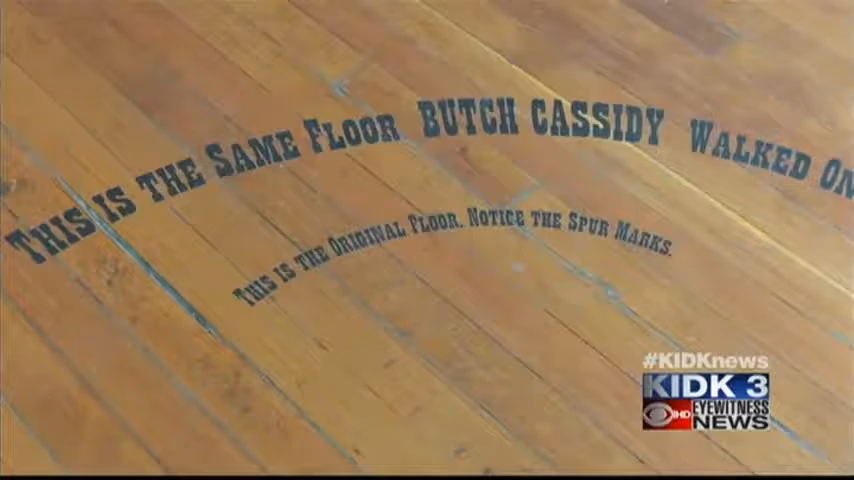 THIS IS THE SAME FLOOR BUTCH CASSIDY WALKED ON
THIS IS THE ORIGINAL FLOOR. NOTICE THE SPUR MARKS.
#KIDKnews
KIDK 3
HD EYEWITNESS
NEWS